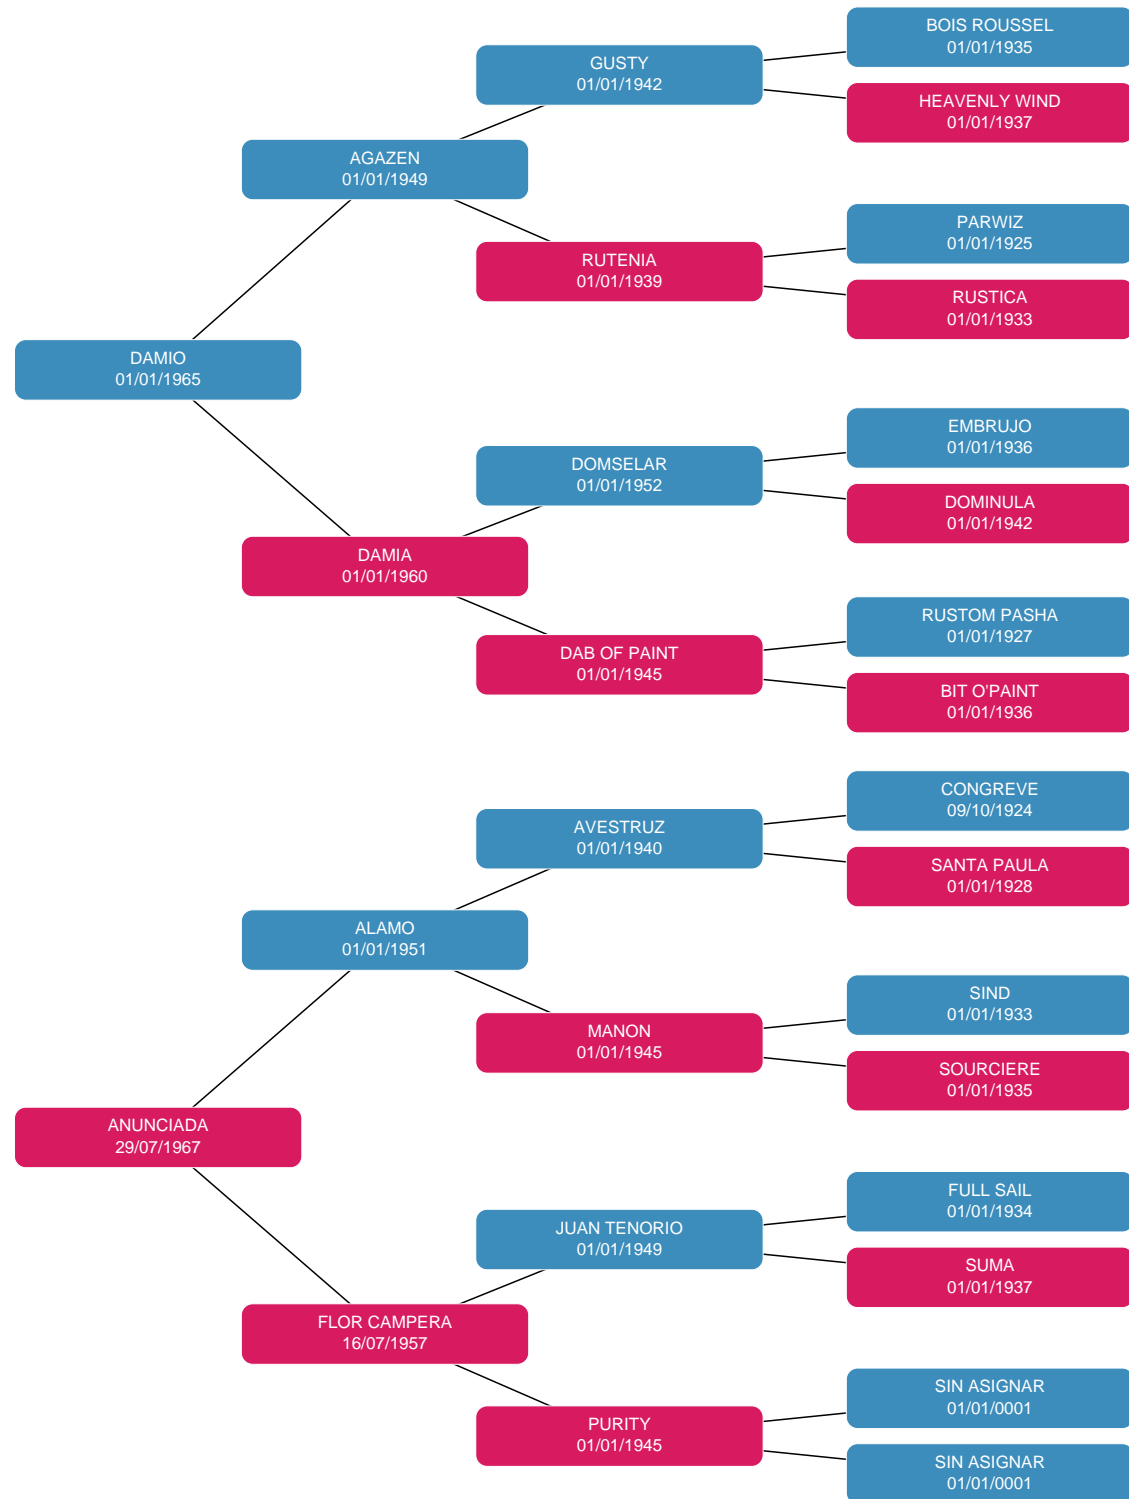 BOIS ROUSSEL
01/01/1935
GUSTY
01/01/1942
HEAVENLY WIND
01/01/1937
AGAZEN
01/01/1949
PARWIZ
01/01/1925
RUTENIA
01/01/1939
RUSTICA
01/01/1933
DAMIO
01/01/1965
EMBRUJO
01/01/1936
DOMSELAR
01/01/1952
DOMINULA
01/01/1942
DAMIA
01/01/1960
RUSTOM PASHA
01/01/1927
DAB OF PAINT
01/01/1945
BIT O'PAINT
01/01/1936
CONGREVE
09/10/1924
AVESTRUZ
01/01/1940
SANTA PAULA
01/01/1928
ALAMO
01/01/1951
SIND
01/01/1933
MANON
01/01/1945
SOURCIERE
01/01/1935
ANUNCIADA
29/07/1967
FULL SAIL
01/01/1934
JUAN TENORIO
01/01/1949
SUMA
01/01/1937
FLOR CAMPERA
16/07/1957
SIN ASIGNAR
01/01/0001
PURITY
01/01/1945
SIN ASIGNAR
01/01/0001